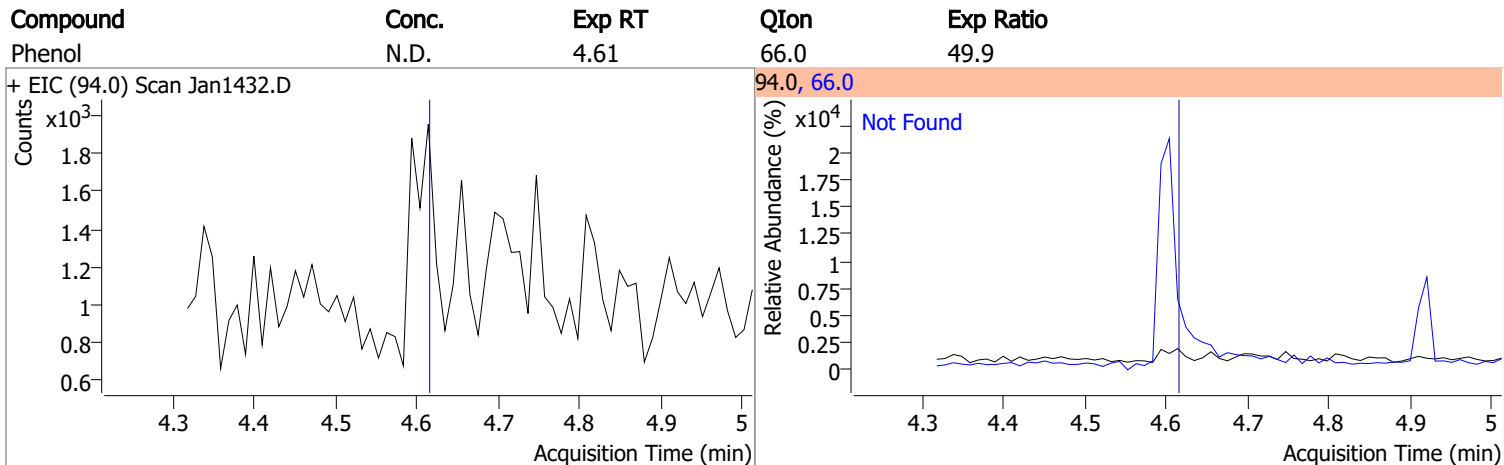 Compound Conc. Exp RT QIon Exp Ratio
Phenol N.D. 4.61 66.0 49.9
+ EIC (94.0) Scan Jan1432.D
Counts
x10³
1.8
1.6
1.4
1.2
1
0.8
0.6
4.3 4.4 4.5 4.6 4.7 4.8 4.9 5
Acquisition Time (min)
94.0, 66.0
Relative Abundance (%)
x10⁴
Not Found
2
1.75
1.5
1.25
1
0.75
0.5
0.25
0
4.3 4.4 4.5 4.6 4.7 4.8 4.9 5
Acquisition Time (min)